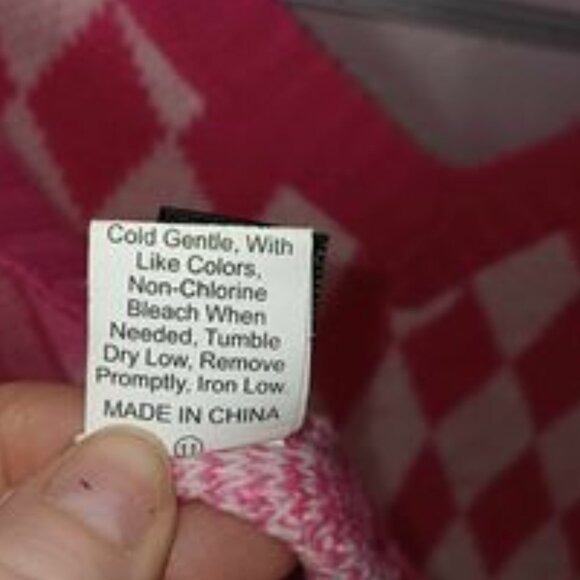 Cold Gentle, With
Like Colors,
Non-Chlorine
Bleach When
Needed, Tumble
Dry Low, Remove
Promptly, Iron Low
MADE IN CHINA
11